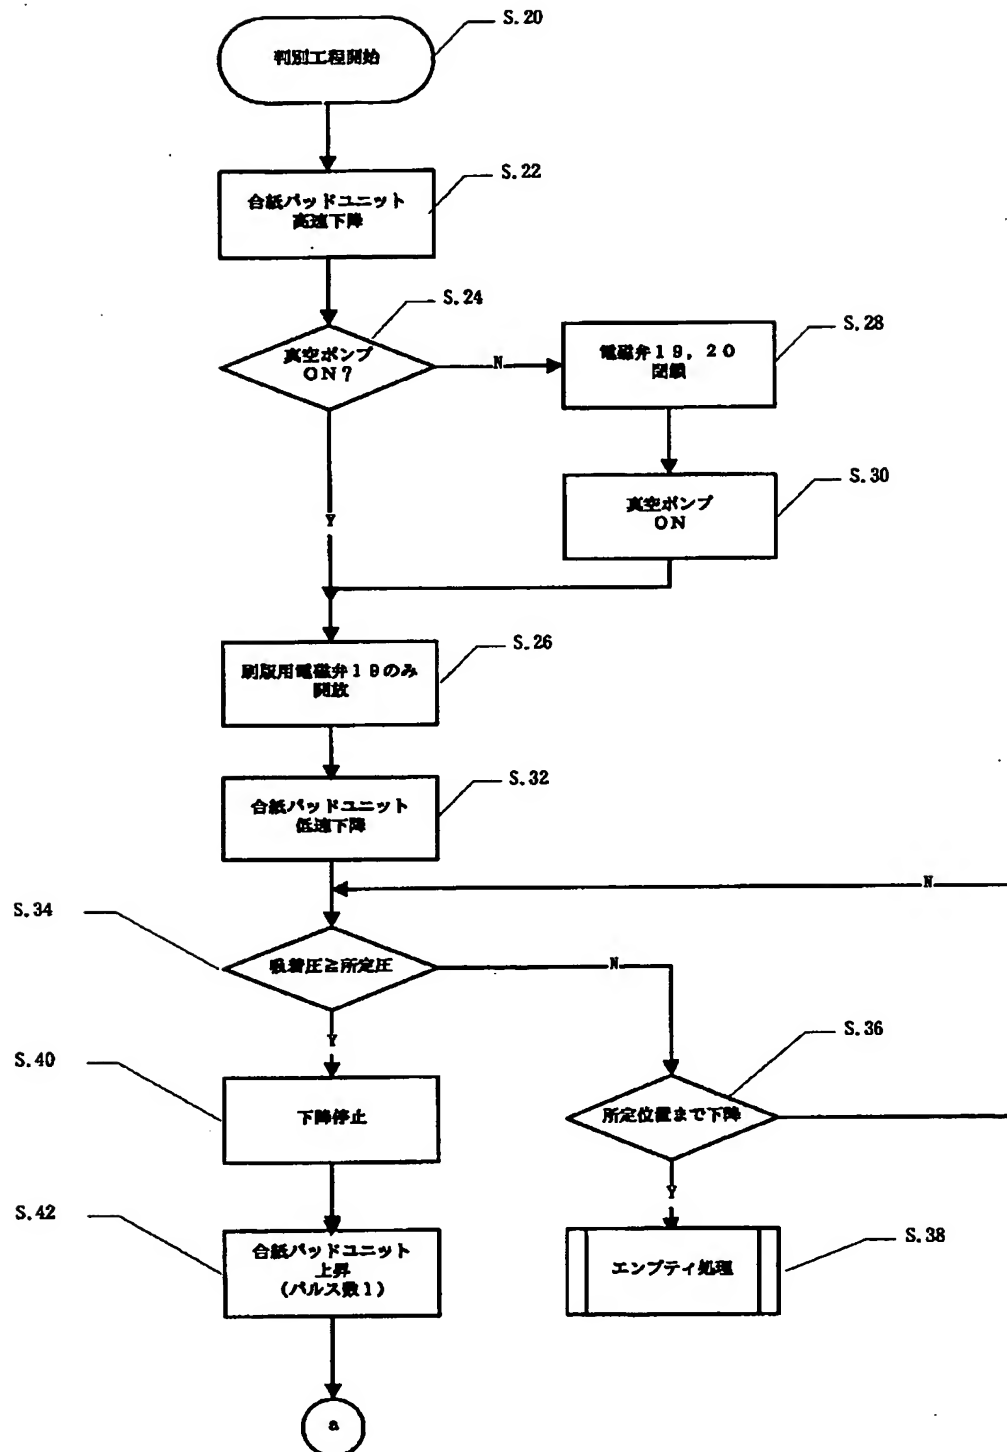 S.20
判別工程開始
S.22
合紙パッドユニット
高速下降
S.24
真空ポンプ
ON?
N
S.28
電磁弁19,20
閉鎖
S.30
真空ポンプ
ON
Y
S.26
刷版用電磁弁19のみ
開放
S.32
合紙パッドユニット
低速下降
N
S.34
吸着圧≧所定圧
N
Y
S.36
所定位置まで下降
S.40
下降停止
Y
S.42
合紙パッドユニット
上昇
(パルス数1)
S.38
エンプティ処理
a